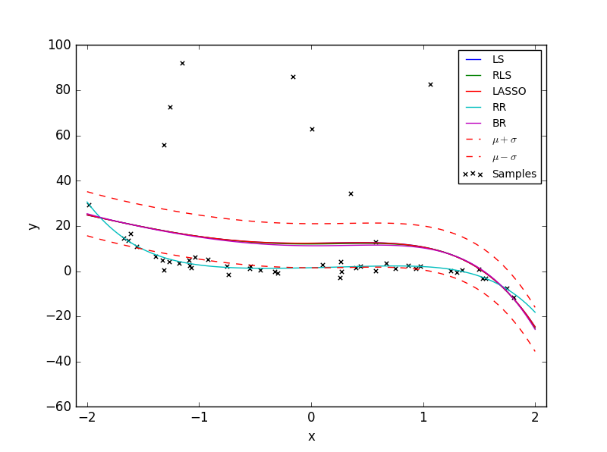 100
80
60
40
20
0
−20
−40
−60
−2
−1
0
1
2
x
y
LS
RLS
LASSO
RR
BR
μ + σ
μ − σ
Samples